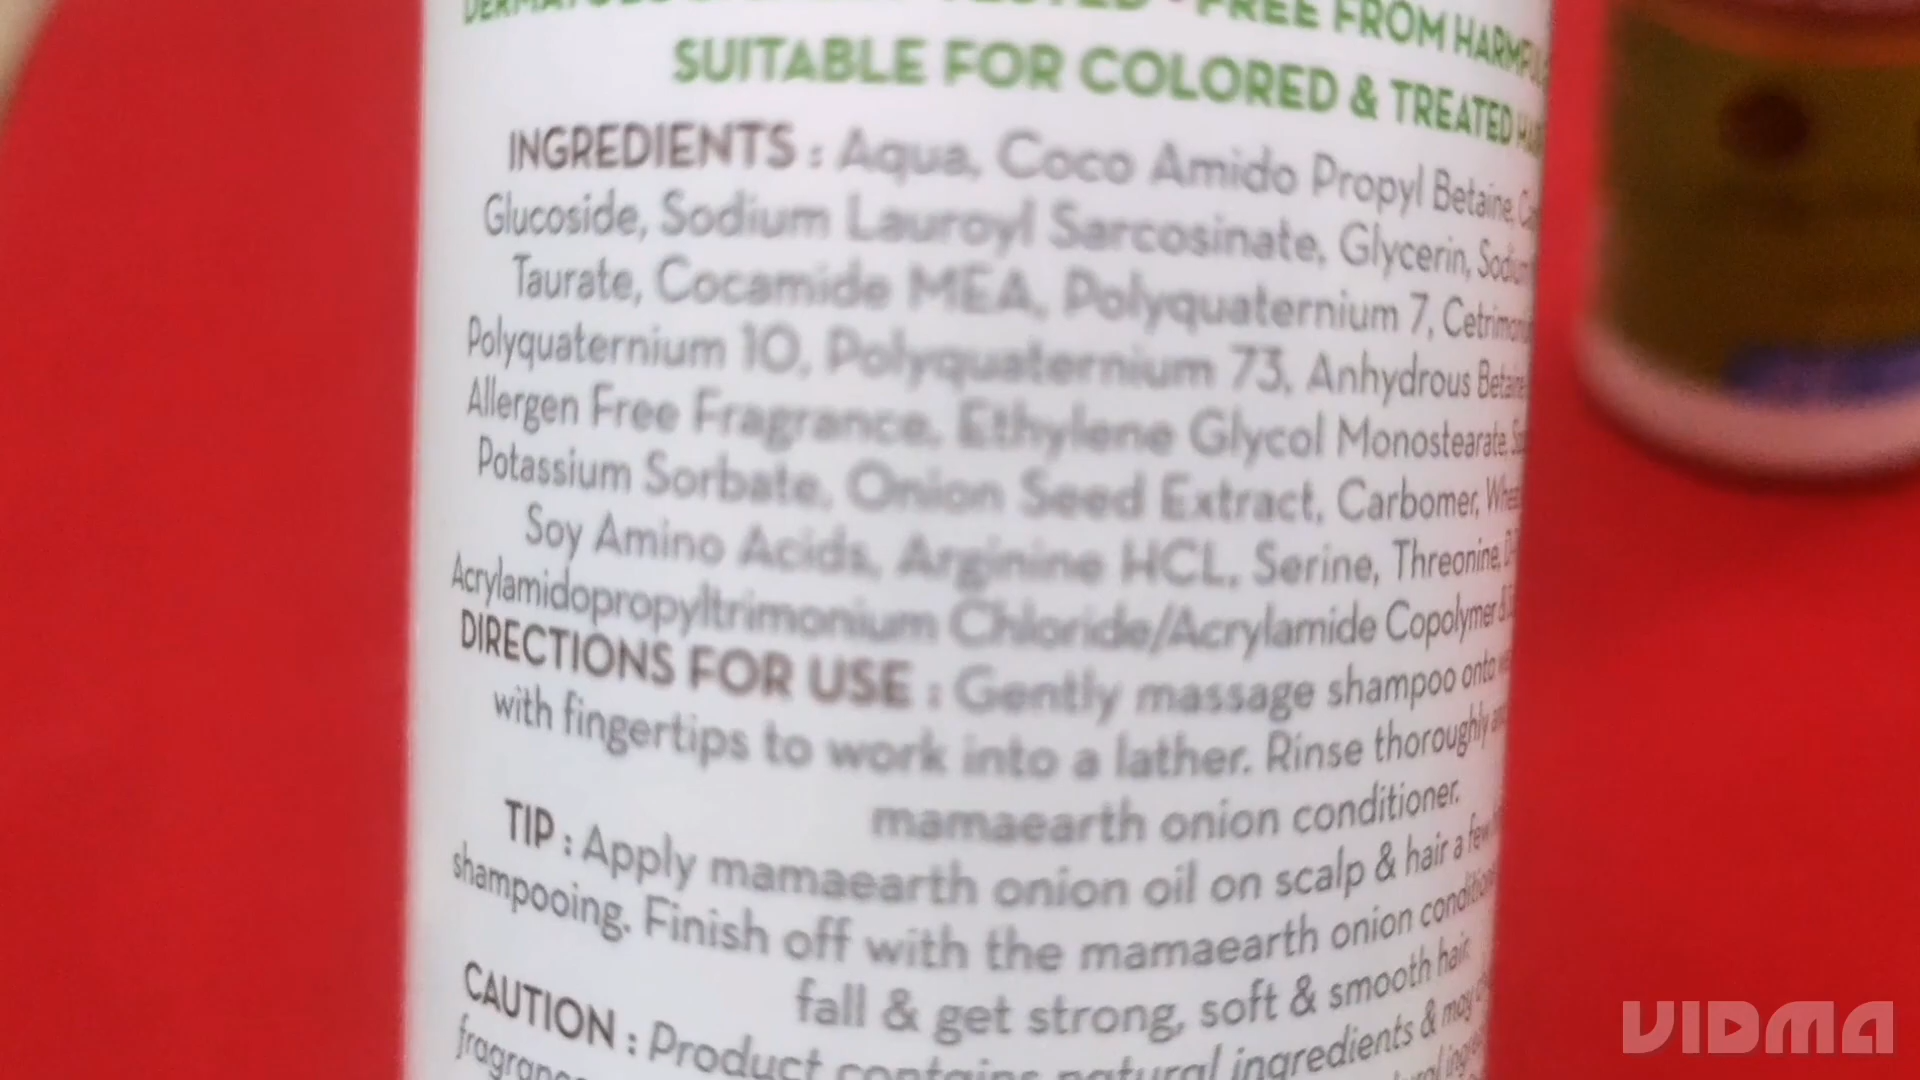 SUITABLE FOR COLORED & TREATED
INGREDIENTS : Aqua, Coco Amido Propyl Betaine,
Glucoside, Sodium Lauroyl Sarcosinate, Glycerin,
Taurate, Cocamide MEA, Polyquaternium 7,
Polyquaternium 10, Polyquaternium 73, Anhydrous
Allergen Free Fragrance, Ethylene Glycol Monostearate,
Potassium Sorbate, Onion Seed Extract, Carbomer,
Soy Amino Acids, Arginine HCL, Serine, Threonine,
Acrylamidopropyltrimonium Chloride/Acrylamide Copolymer &
DIRECTIONS FOR USE : Gently massage shampoo onto
with fingertips to work into a lather. Rinse thoroughly
mamaearth onion conditioner.
TIP : Apply mamaearth onion oil on scalp & hair a few
shampooing. Finish off with the mamaearth onion
fall & get strong, soft & smooth hair.
CAUTION : Product contains natural ingredients & may
VIDMA